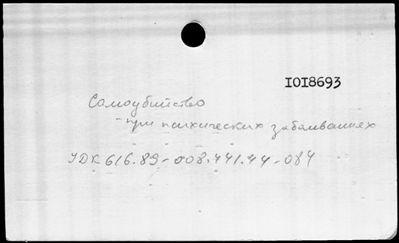 IOI8693
Самоубийство
при психических заболеваниях
УДК 616.89-008.441.44-084